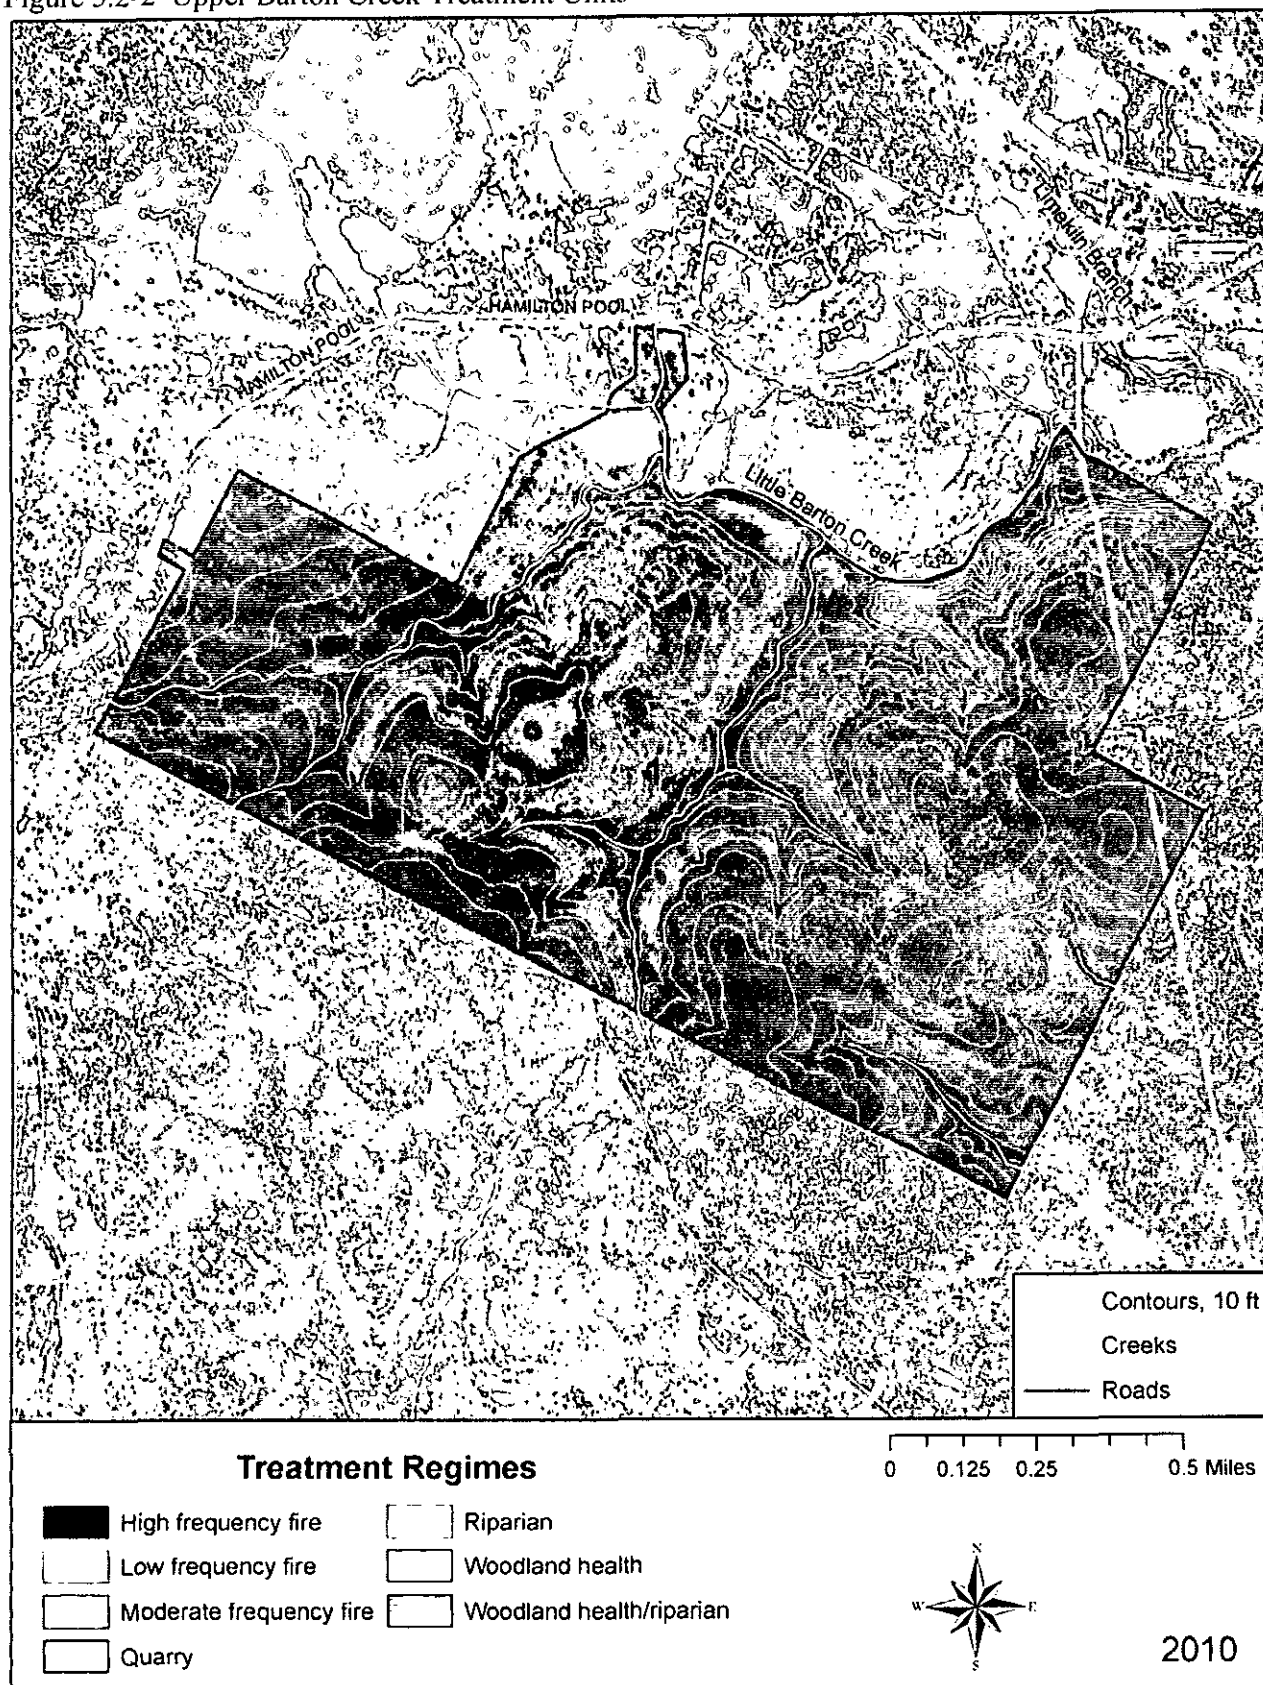 Figure 3.2-2 Upper Barton Creek Treatment Units
Limekiln Branch
HAMILTON POOL
HAMILTON POOL
Little Barton Creek
Contours, 10 ft
Creeks
Roads
Treatment Regimes
0 0.125 0.25 0.5 Miles
High frequency fire
Low frequency fire
Moderate frequency fire
Quarry
Riparian
Woodland health
Woodland health/riparian
N
W E
S
2010